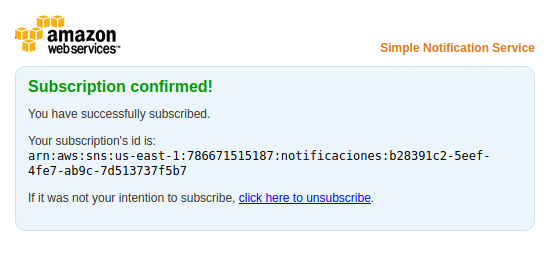 amazon
webservices™
Simple Notification Service
Subscription confirmed!
You have successfully subscribed.
Your subscription's id is:
arn:aws:sns:us-east-1:786671515187:notificaciones:b28391c2-5eef-
4fe7-ab9c-7d513737f5b7
If it was not your intention to subscribe, click here to unsubscribe.